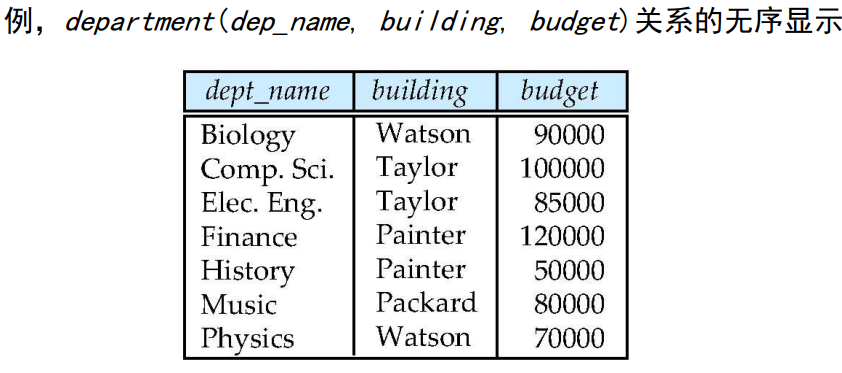 例，department(dep_name, building, budget)关系的无序显示
dept_name building budget
Biology Watson 90000
Comp. Sci. Taylor 100000
Elec. Eng. Taylor 85000
Finance Painter 120000
History Painter 50000
Music Packard 80000
Physics Watson 70000